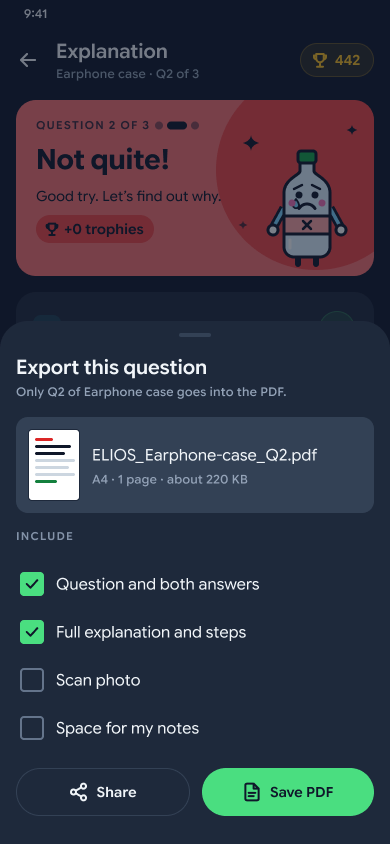 9:41
Explanation
Earphone case · Q2 of 3
442
QUESTION 2 OF 3
Not quite!
Good try. Let's find out why.
+0 trophies
Export this question
Only Q2 of Earphone case goes into the PDF.
ELIOS_Earphone-case_Q2.pdf
A4 · 1 page · about 220 KB
INCLUDE
Question and both answers
Full explanation and steps
Scan photo
Space for my notes
Share
Save PDF